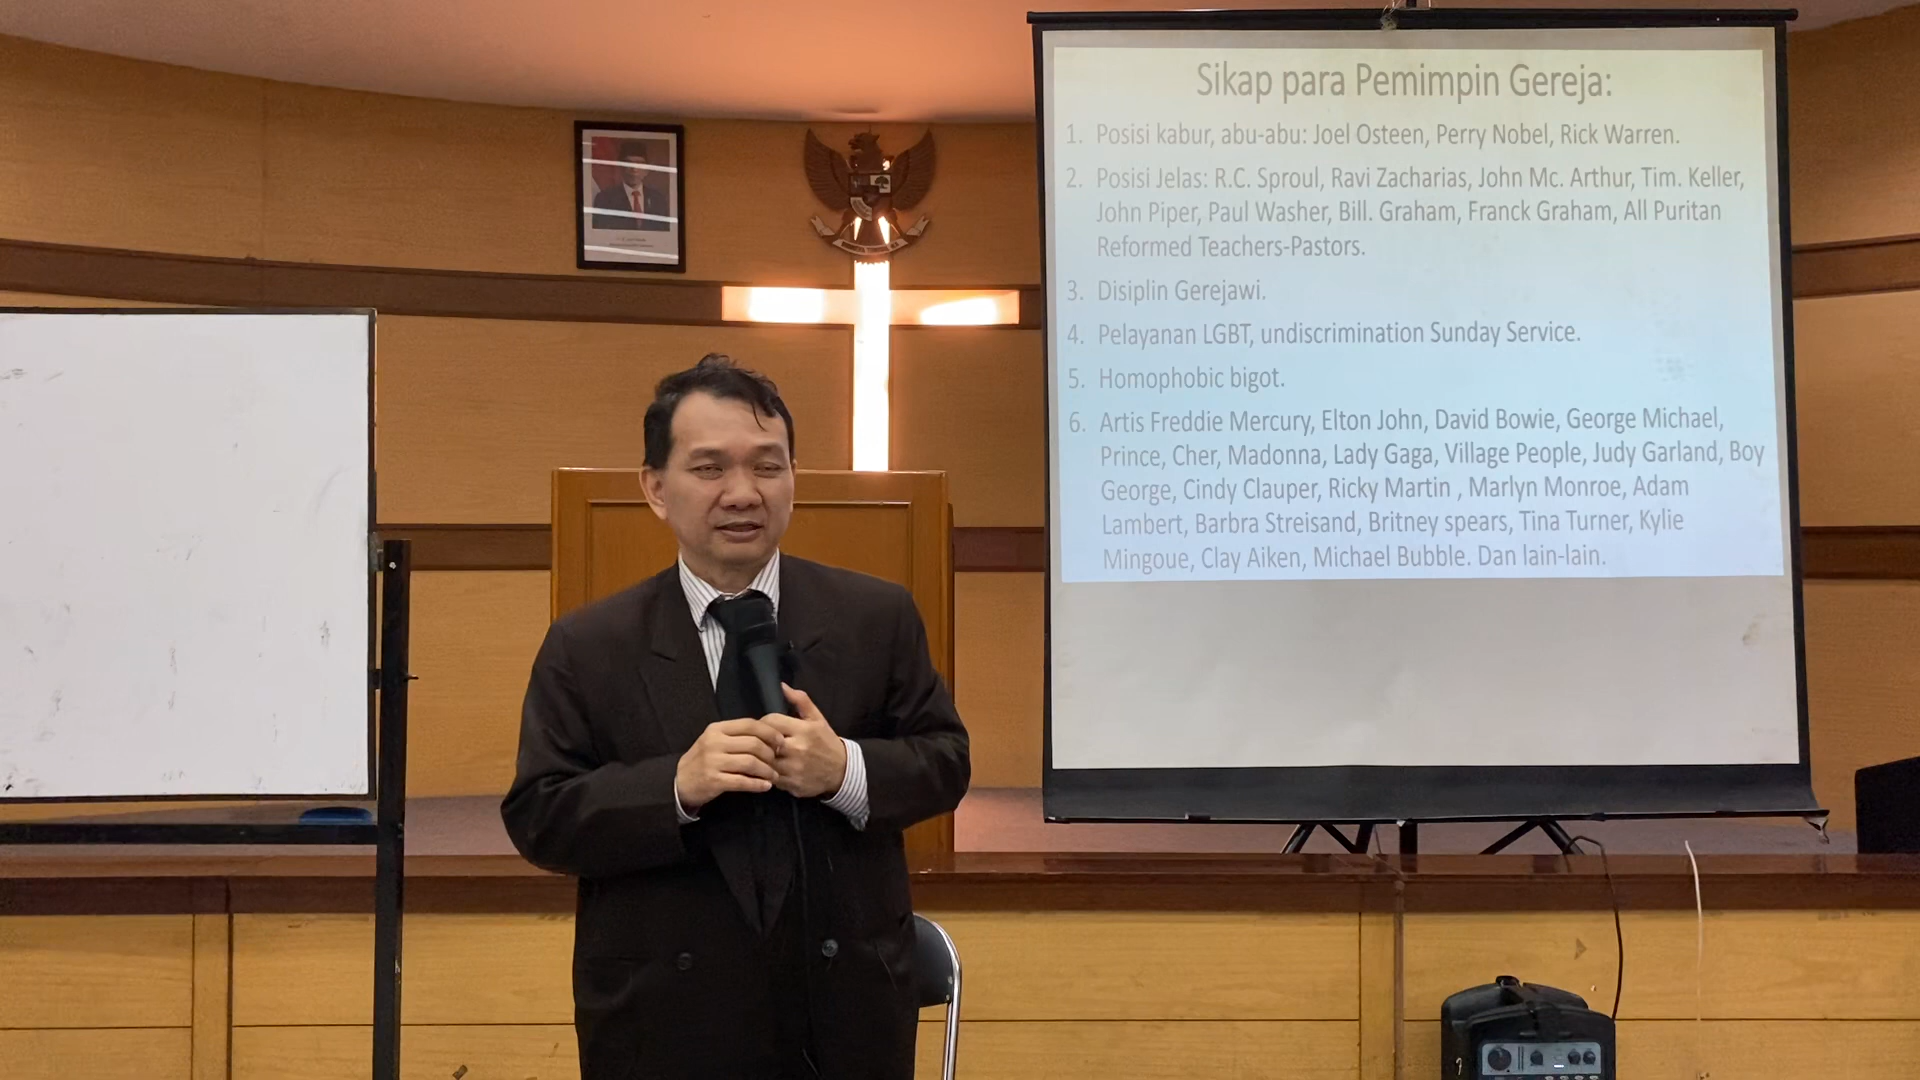 Sikap para Pemimpin Gereja:
1. Posisi kabur, abu-abu: Joel Osteen, Perry Nobel, Rick Warren.
2. Posisi Jelas: R.C. Sproul, Ravi Zacharias, John Mc. Arthur, Tim. Keller,
John Piper, Paul Washer, Bill. Graham, Franck Graham, All Puritan
Reformed Teachers-Pastors.
3. Disiplin Gerejawi.
4. Pelayanan LGBT, undiscrimination Sunday Service.
5. Homophobic bigot.
6. Artis Freddie Mercury, Elton John, David Bowie, George Michael,
Prince, Cher, Madonna, Lady Gaga, Village People, Judy Garland, Boy
George, Cindy Clauper, Ricky Martin , Marlyn Monroe, Adam
Lambert, Barbra Streisand, Britney spears, Tina Turner, Kylie
Mingoue, Clay Aiken, Michael Bubble. Dan lain-lain.